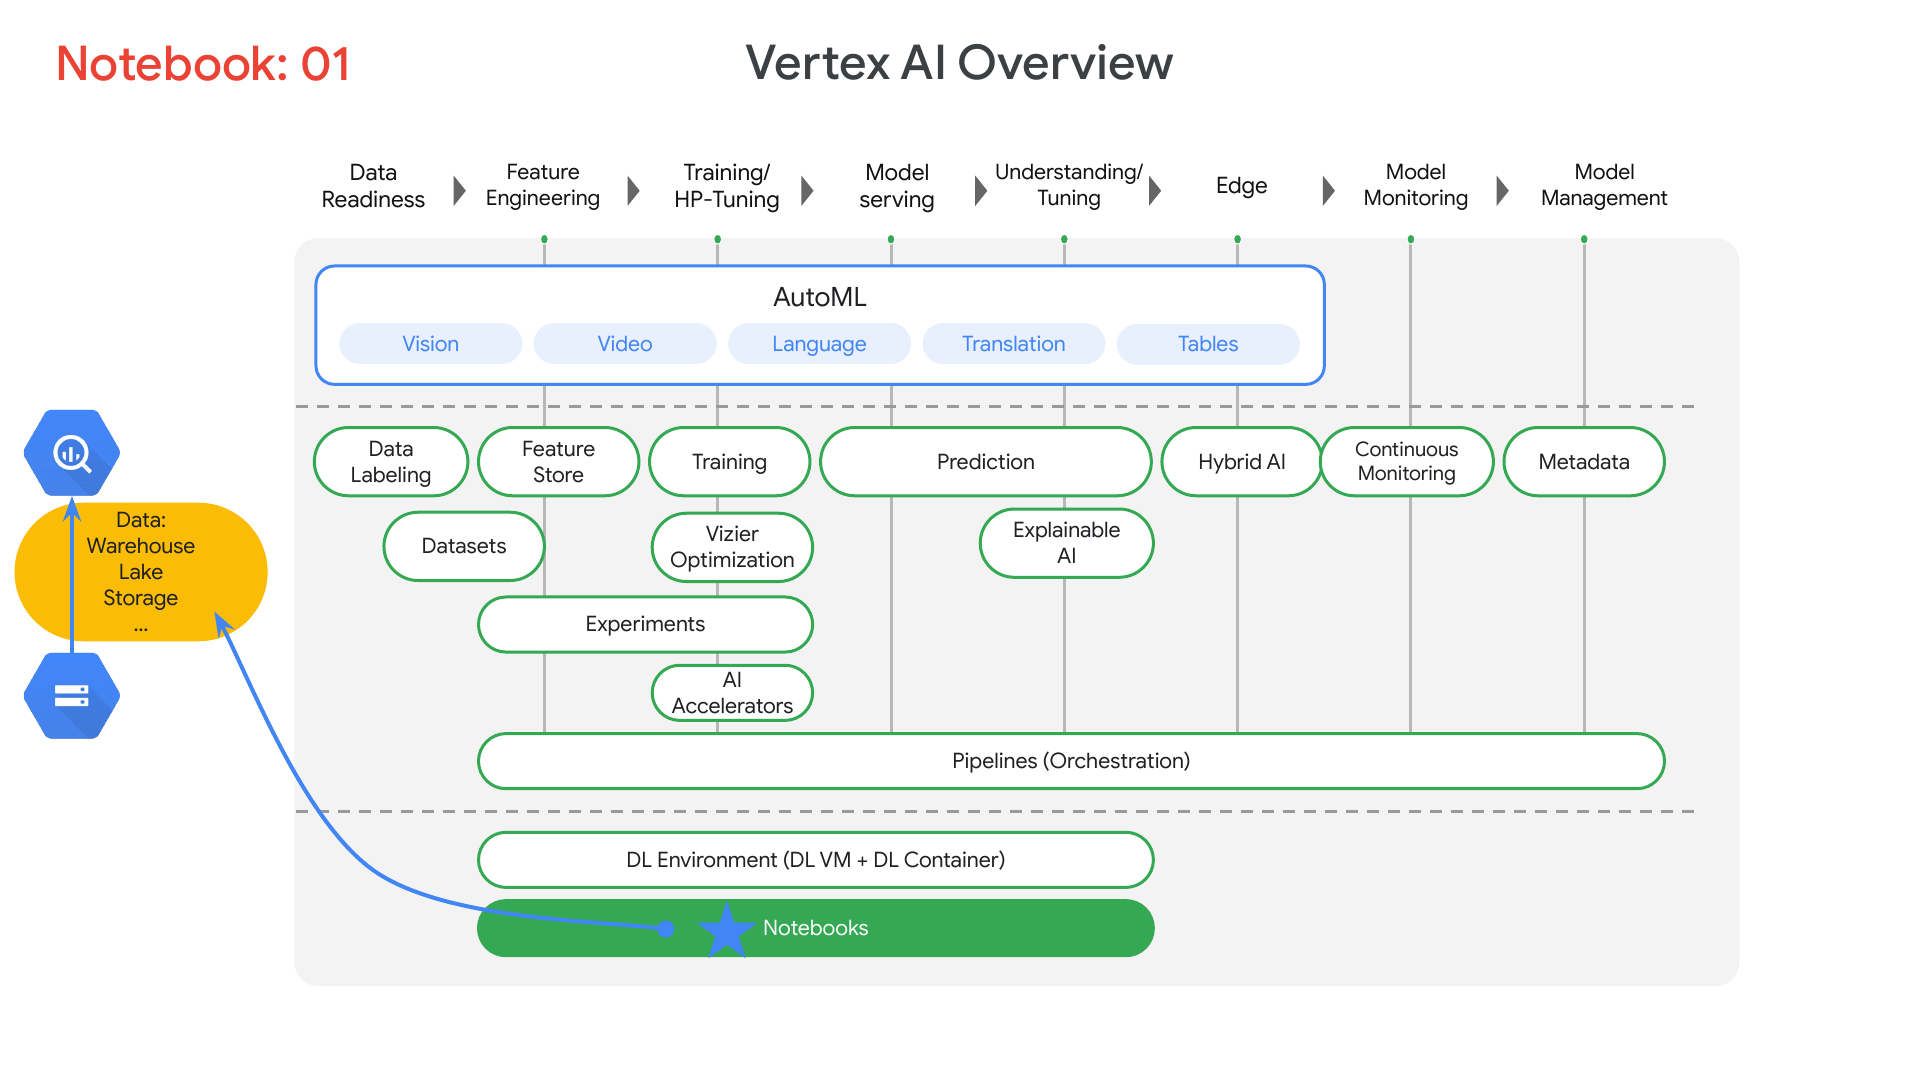 Notebook: 01
Vertex AI Overview
Data
Readiness
Feature
Engineering
Training/
HP-Tuning
Model
serving
Understanding/
Tuning
Edge
Model
Monitoring
Model
Management
AutoML
Vision
Video
Language
Translation
Tables
Data
Labeling
Feature
Store
Training
Prediction
Hybrid AI
Continuous
Monitoring
Metadata
Datasets
Vizier
Optimization
Explainable
AI
Data:
Warehouse
Lake
Storage
...
Experiments
AI
Accelerators
Pipelines (Orchestration)
DL Environment (DL VM + DL Container)
Notebooks